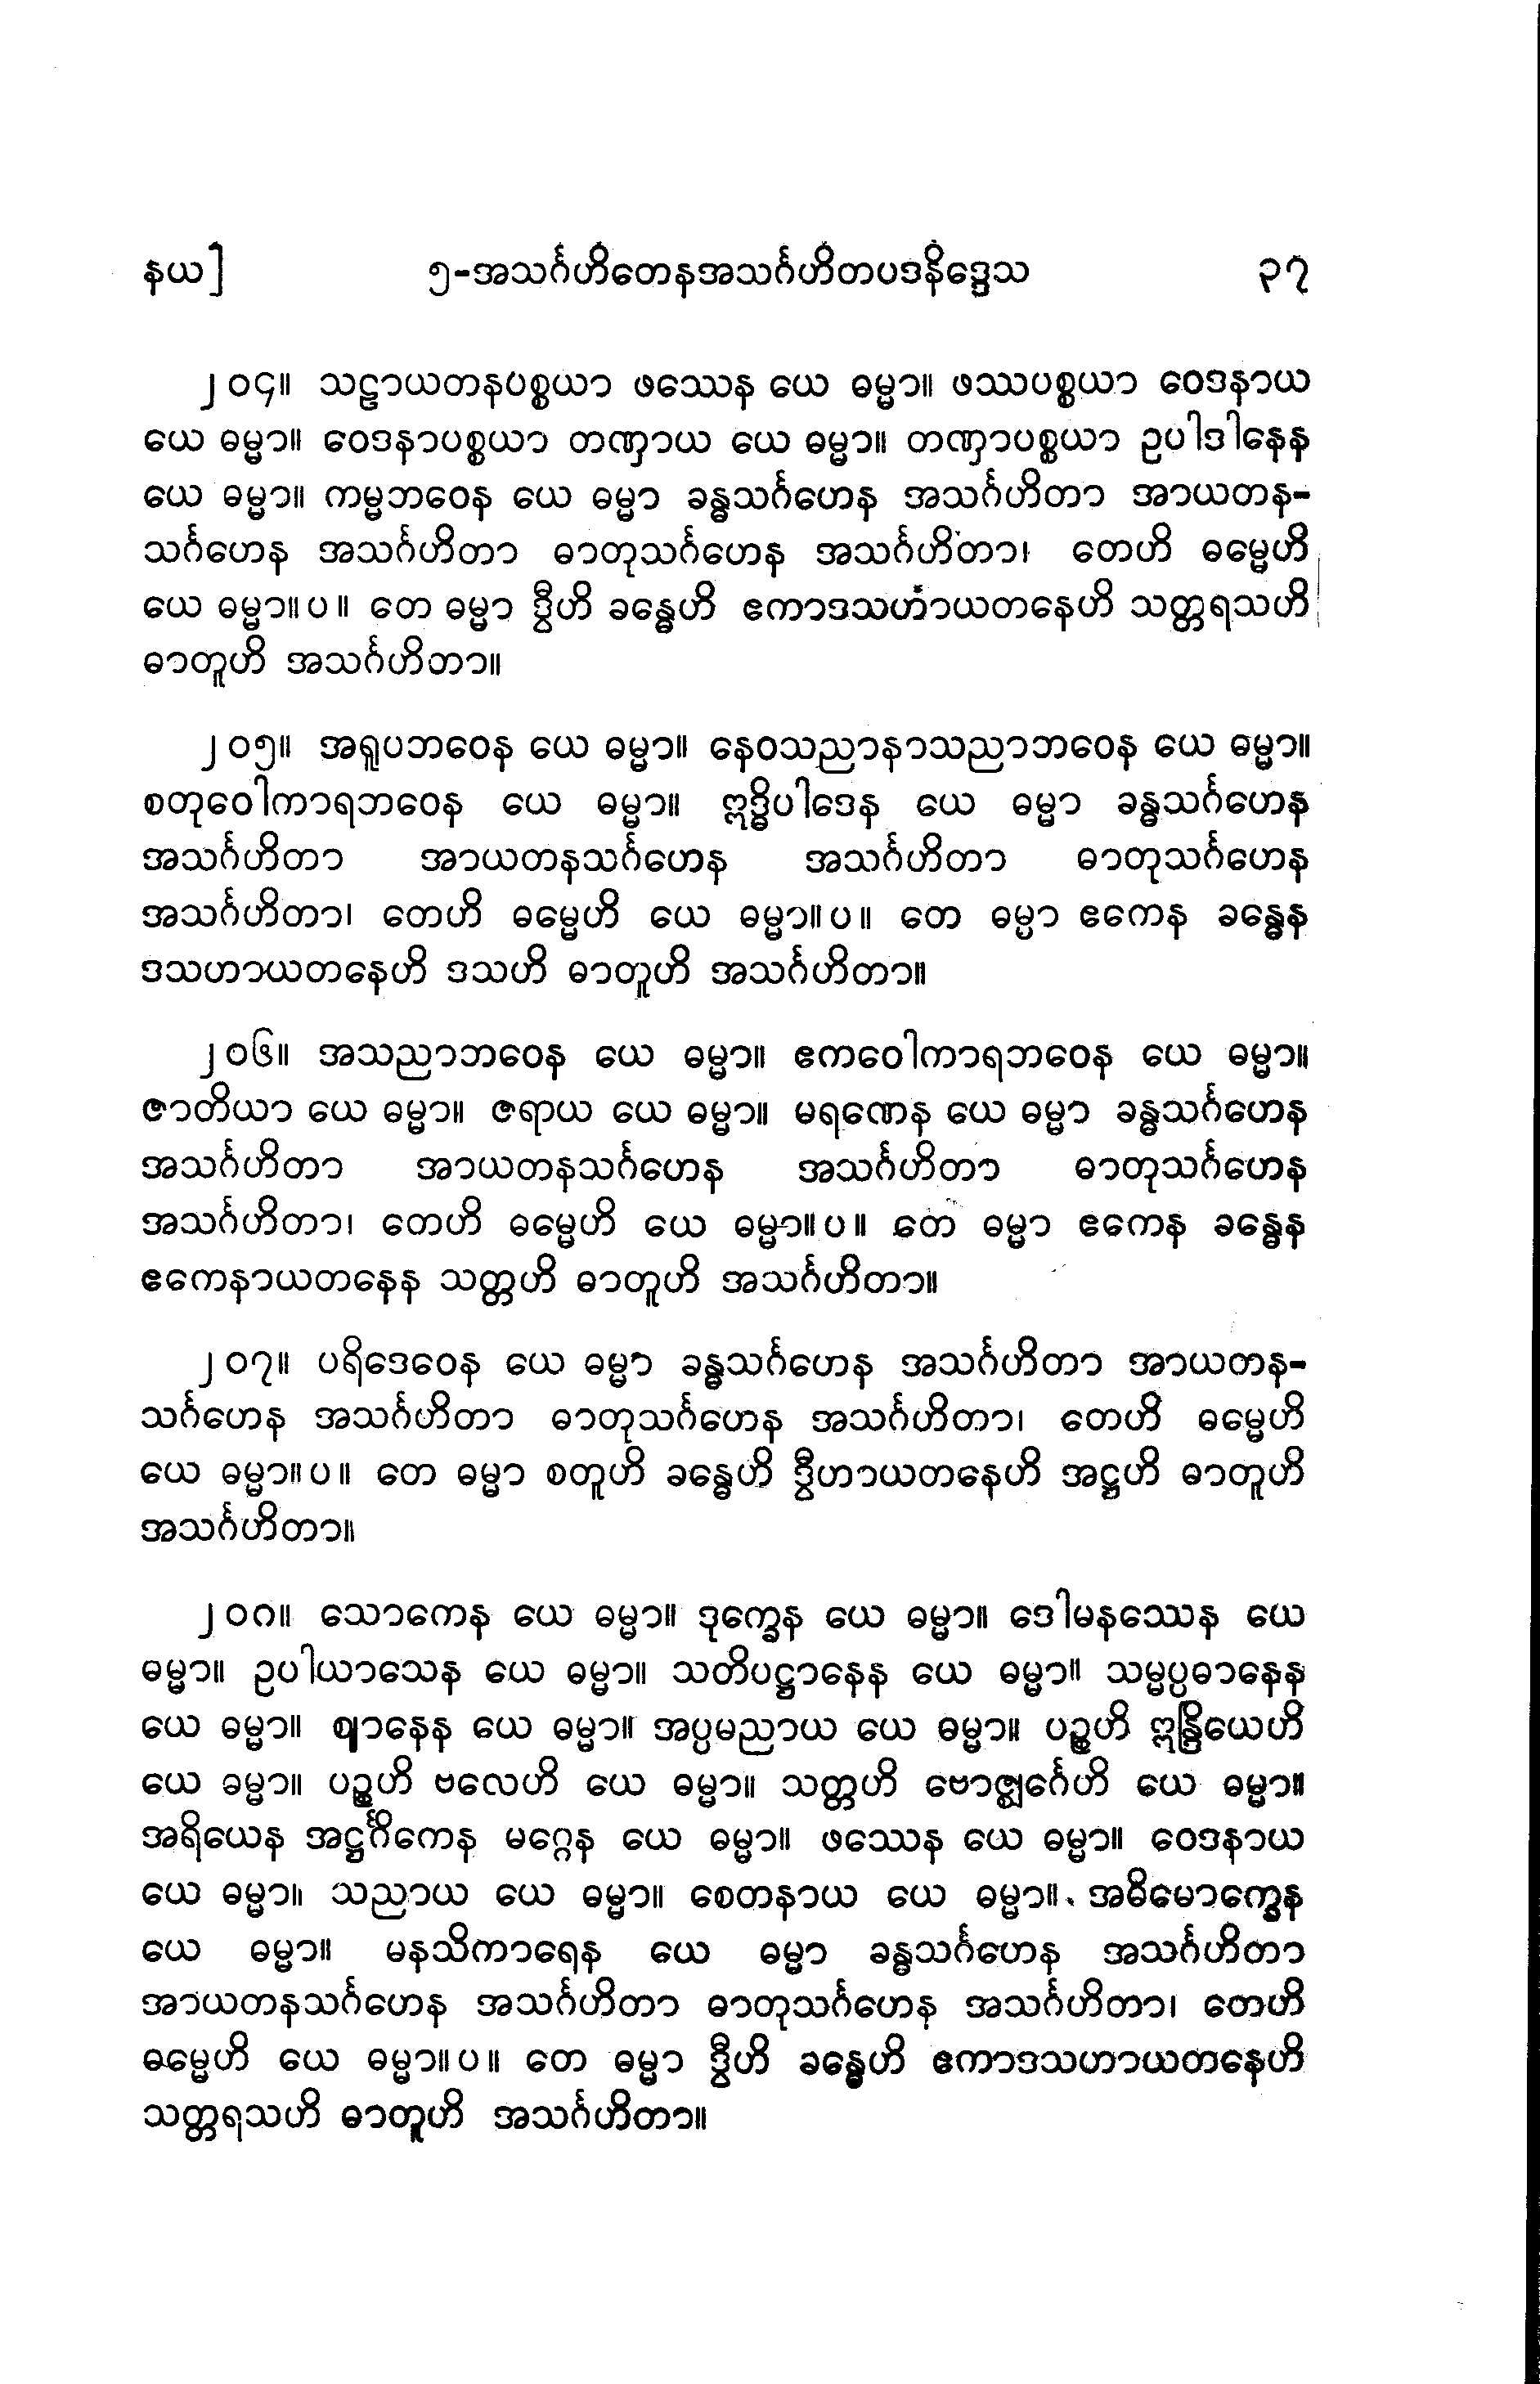 နယ] ၅-အသင်္ဂဟိတေနအသင်္ဂဟိတပဒနိဒ္ဒေသ ၃၇
၂၀၄။ သဠာယတနပစ္စယာ ဖဿေန ယေ ဓမ္မာ။ ဖဿပစ္စယာ ဝေဒနာယ
ယေ ဓမ္မာ။ ဝေဒနာပစ္စယာ တဏှာယ ယေ ဓမ္မာ။ တဏှာပစ္စယာ ဥပါဒါနေန
ယေ ဓမ္မာ။ ကမ္မဘဝေန ယေ ဓမ္မာ ခန္ဓသင်္ဂဟေန အသင်္ဂဟိတာ အာယတန-
သင်္ဂဟေန အသင်္ဂဟိတာ ဓာတုသင်္ဂဟေန အသင်္ဂဟိတာ၊ တေဟိ ဓမ္မေဟိ
ယေ ဓမ္မာ။ပ။ တေ ဓမ္မာ ဒွီဟိ ခန္ဓေဟိ ဧကာဒသဟာယတနေဟိ သတ္တရသဟိ
ဓာတူဟိ အသင်္ဂဟိတာ။
၂၀၅။ အရူပဘဝေန ယေ ဓမ္မာ။ နေဝသညာနာသညာဘဝေန ယေ ဓမ္မာ။
စတုဝေါကာရဘဝေန ယေ ဓမ္မာ။ ဣဒ္ဓိပါဒေန ယေ ဓမ္မာ ခန္ဓသင်္ဂဟေန
အသင်္ဂဟိတာ အာယတနသင်္ဂဟေန အသင်္ဂဟိတာ ဓာတုသင်္ဂဟေန
အသင်္ဂဟိတာ၊ တေဟိ ဓမ္မေဟိ ယေ ဓမ္မာ။ပ။ တေ ဓမ္မာ ဧကေန ခန္ဓေန
ဒသဟာယတနေဟိ ဒသဟိ ဓာတူဟိ အသင်္ဂဟိတာ။
၂၀၆။ အသညာဘဝေန ယေ ဓမ္မာ။ ဧကဝေါကာရဘဝေန ယေ ဓမ္မာ။
ဇာတိယာ ယေ ဓမ္မာ။ ဇရာယ ယေ ဓမ္မာ။ မရဏေန ယေ ဓမ္မာ ခန္ဓသင်္ဂဟေန
အသင်္ဂဟိတာ အာယတနသင်္ဂဟေန အသင်္ဂဟိတာ ဓာတုသင်္ဂဟေန
အသင်္ဂဟိတာ၊ တေဟိ ဓမ္မေဟိ ယေ ဓမ္မာ။ပ။ တေ ဓမ္မာ ဧကေန ခန္ဓေန
ဧကေနာယတနေန သတ္တဟိ ဓာတူဟိ အသင်္ဂဟိတာ။
၂၀၇။ ပရိဒေဝေန ယေ ဓမ္မာ ခန္ဓသင်္ဂဟေန အသင်္ဂဟိတာ အာယတန-
သင်္ဂဟေန အသင်္ဂဟိတာ ဓာတုသင်္ဂဟေန အသင်္ဂဟိတာ၊ တေဟိ ဓမ္မေဟိ
ယေ ဓမ္မာ။ပ။ တေ ဓမ္မာ စတူဟိ ခန္ဓေဟိ ဒွီဟာယတနေဟိ အဋ္ဌဟိ ဓာတူဟိ
အသင်္ဂဟိတာ။
၂၀၈။ သောကေန ယေ ဓမ္မာ။ ဒုက္ခေန ယေ ဓမ္မာ။ ဒေါမနဿေန ယေ
ဓမ္မာ။ ဥပါယာသေန ယေ ဓမ္မာ။ သတိပဋ္ဌာနေန ယေ ဓမ္မာ။ သမ္မပ္ပဓာနေန
ယေ ဓမ္မာ။ ဈာနေန ယေ ဓမ္မာ။ အပ္ပမညာယ ယေ ဓမ္မာ။ ပဉ္စဟိ ဣန္ဒြိယေဟိ
ယေ ဓမ္မာ။ ပဉ္စဟိ ဗလေဟိ ယေ ဓမ္မာ။ သတ္တဟိ ဗောဇ္ဈင်္ဂေဟိ ယေ ဓမ္မာ။
အရိယေန အဋ္ဌင်္ဂိကေန မဂ္ဂေန ယေ ဓမ္မာ။ ဖဿေန ယေ ဓမ္မာ။ ဝေဒနာယ
ယေ ဓမ္မာ။ သညာယ ယေ ဓမ္မာ။ စေတနာယ ယေ ဓမ္မာ။ အဓိမောက္ခေန
ယေ ဓမ္မာ။ မနသိကာရေန ယေ ဓမ္မာ ခန္ဓသင်္ဂဟေန အသင်္ဂဟိတာ
အာယတနသင်္ဂဟေန အသင်္ဂဟိတာ ဓာတုသင်္ဂဟေန အသင်္ဂဟိတာ၊ တေဟိ
ဓမ္မေဟိ ယေ ဓမ္မာ။ပ။ တေ ဓမ္မာ ဒွီဟိ ခန္ဓေဟိ ဧကာဒသဟာယတနေဟိ
သတ္တရသဟိ ဓာတူဟိ အသင်္ဂဟိတာ။